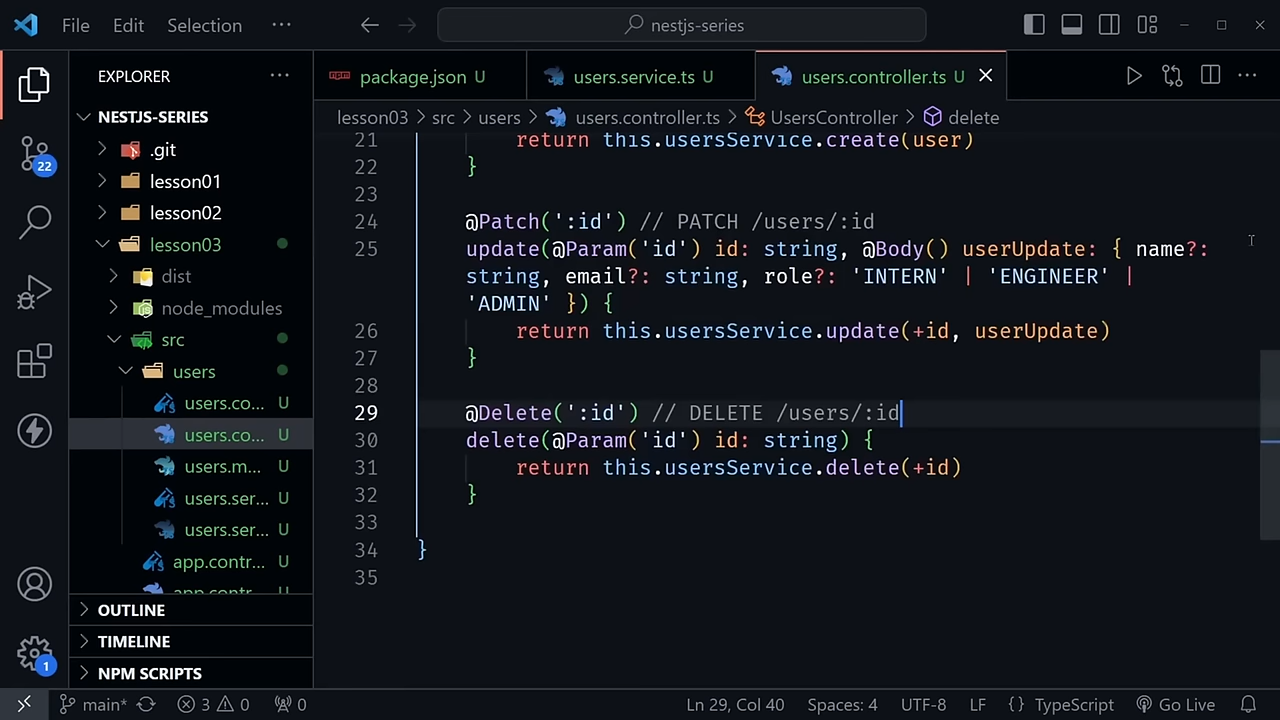 File Edit Selection ··· nestjs-series
EXPLORER ···
NESTJS-SERIES
.git
lesson01
lesson02
lesson03
dist
node_modules
src
users
users.co... U
users.co... U
users.m... U
users.ser... U
users.ser... U
app.contr... U
app.contr... U
OUTLINE
TIMELINE
NPM SCRIPTS
22
1
package.json U users.service.ts U users.controller.ts U
lesson03 > src > users > users.controller.ts > UsersController > delete
21 return this.usersService.create(user)
22 }
23
24 @Patch(':id') // PATCH /users/:id
25 update(@Param('id') id: string, @Body() userUpdate: { name?:
string, email?: string, role?: 'INTERN' | 'ENGINEER' |
'ADMIN' }) {
26 return this.usersService.update(+id, userUpdate)
27 }
28
29 @Delete(':id') // DELETE /users/:id
30 delete(@Param('id') id: string) {
31 return this.usersService.delete(+id)
32 }
33
34 }
35
main* 3 0 0 Ln 29, Col 40 Spaces: 4 UTF-8 LF {} TypeScript Go Live